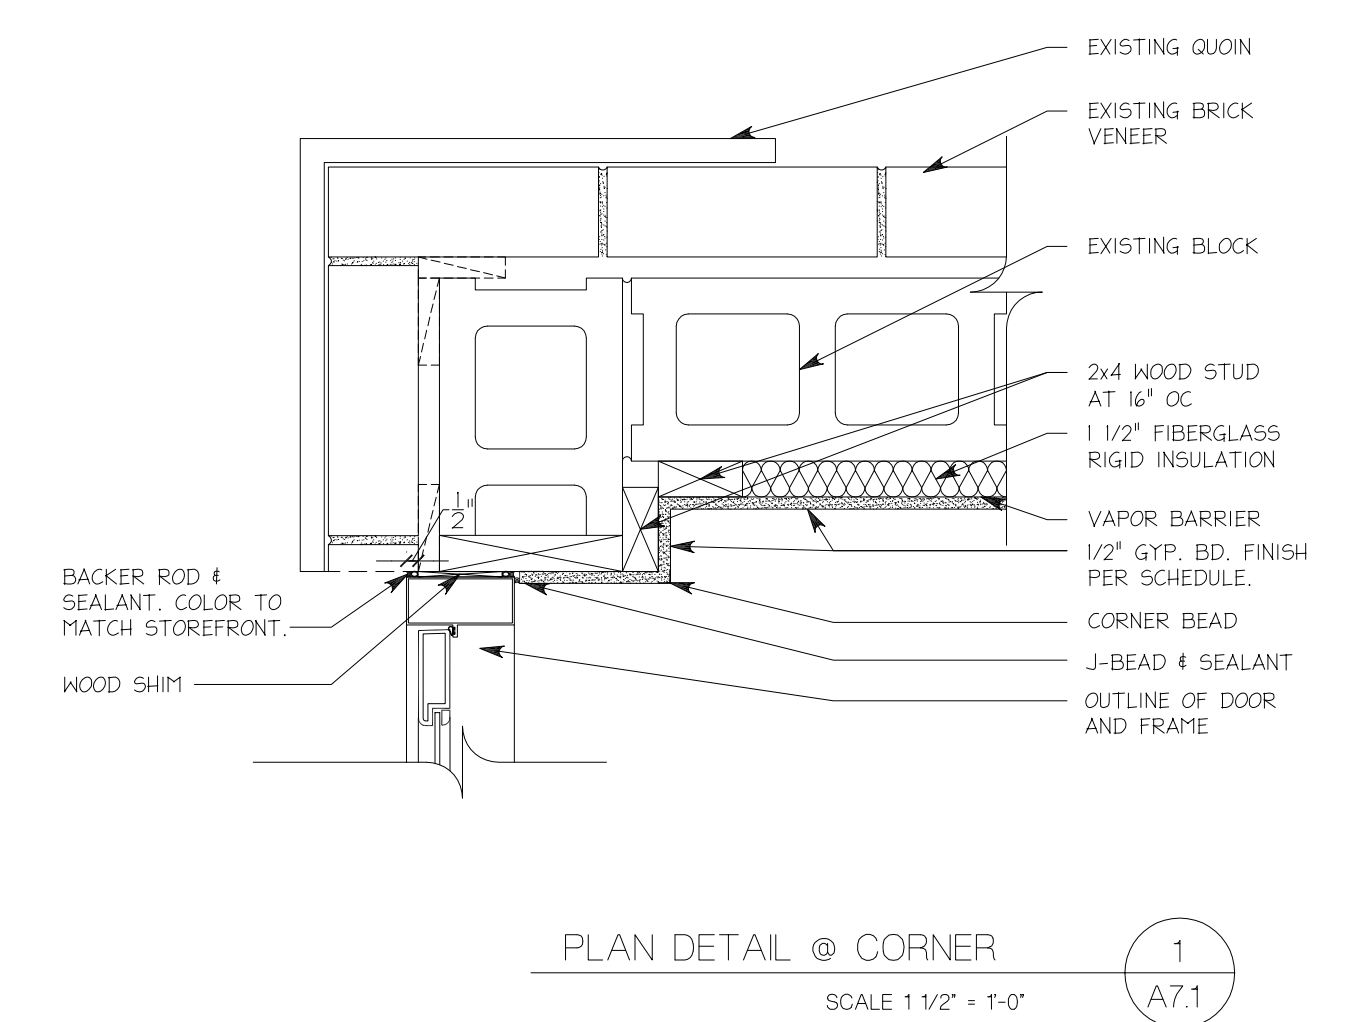 EXISTING QUOIN
EXISTING BRICK
VENEER
EXISTING BLOCK
2x4 WOOD STUD
AT 16" OC
1 1/2" FIBERGLASS
RIGID INSULATION
1/2"
VAPOR BARRIER
1/2" GYP. BD. FINISH
PER SCHEDULE.
BACKER ROD &
SEALANT. COLOR TO
MATCH STOREFRONT.
CORNER BEAD
J-BEAD & SEALANT
WOOD SHIM
OUTLINE OF DOOR
AND FRAME
PLAN DETAIL @ CORNER
1
SCALE 1 1/2" = 1'-0"
A7.1